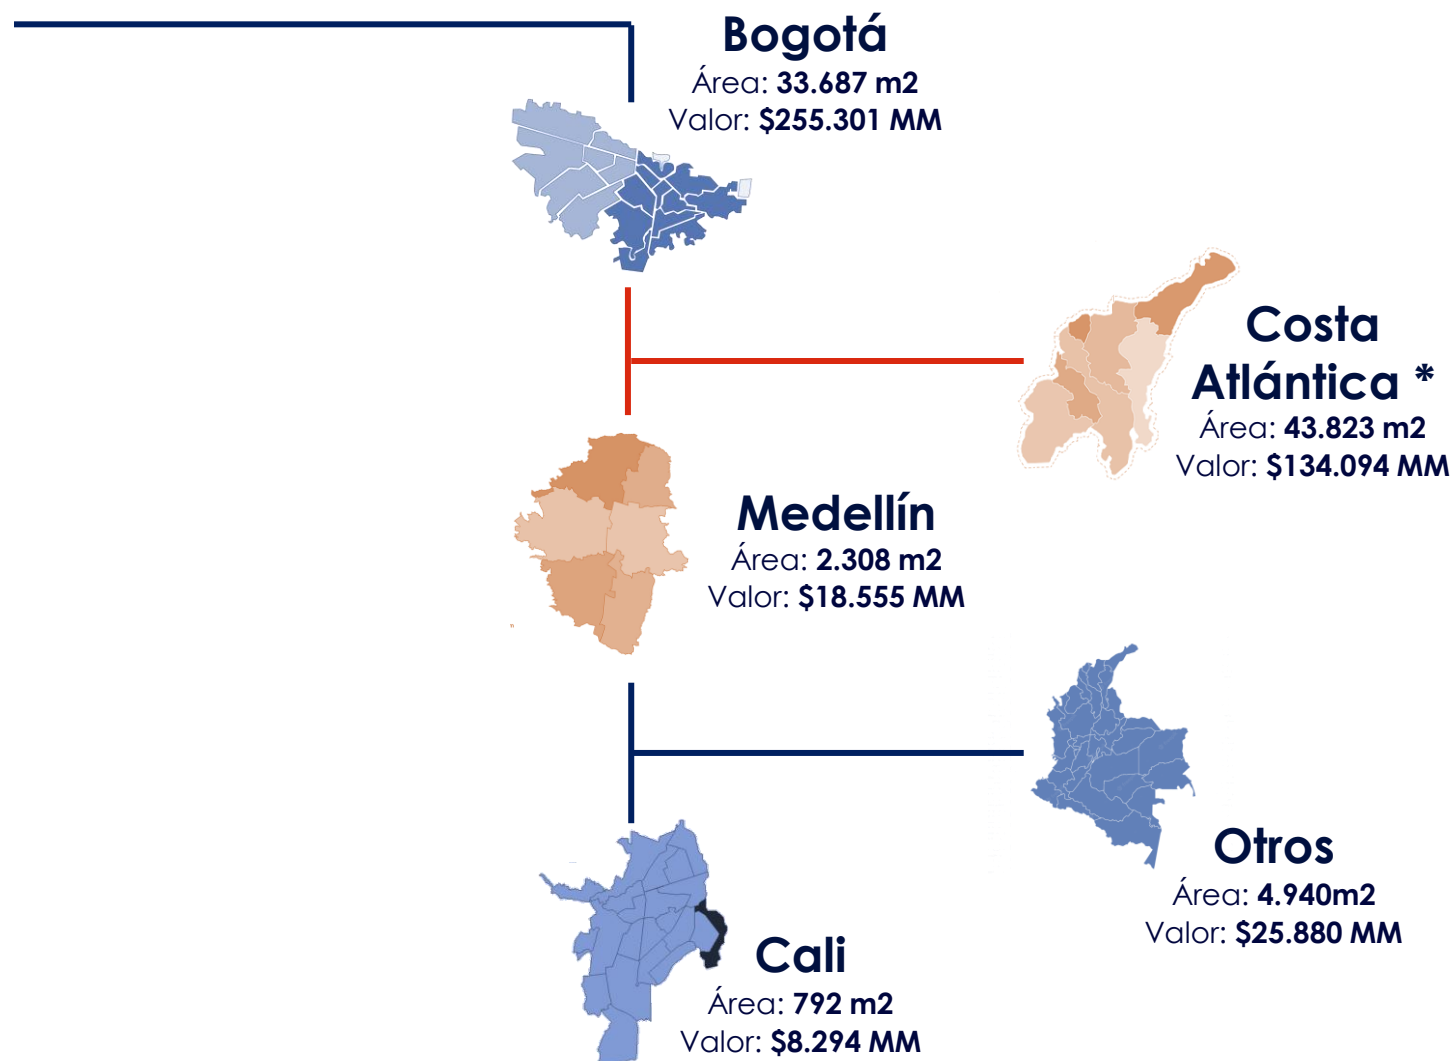 Bogotá
Área: 33.687 m2
Valor: $255.301 MM
Costa
Atlántica *
Área: 43.823 m2
Valor: $134.094 MM
Medellín
Área: 2.308 m2
Valor: $18.555 MM
Otros
Área: 4.940m2
Valor: $25.880 MM
Cali
Área: 792 m2
Valor: $8.294 MM